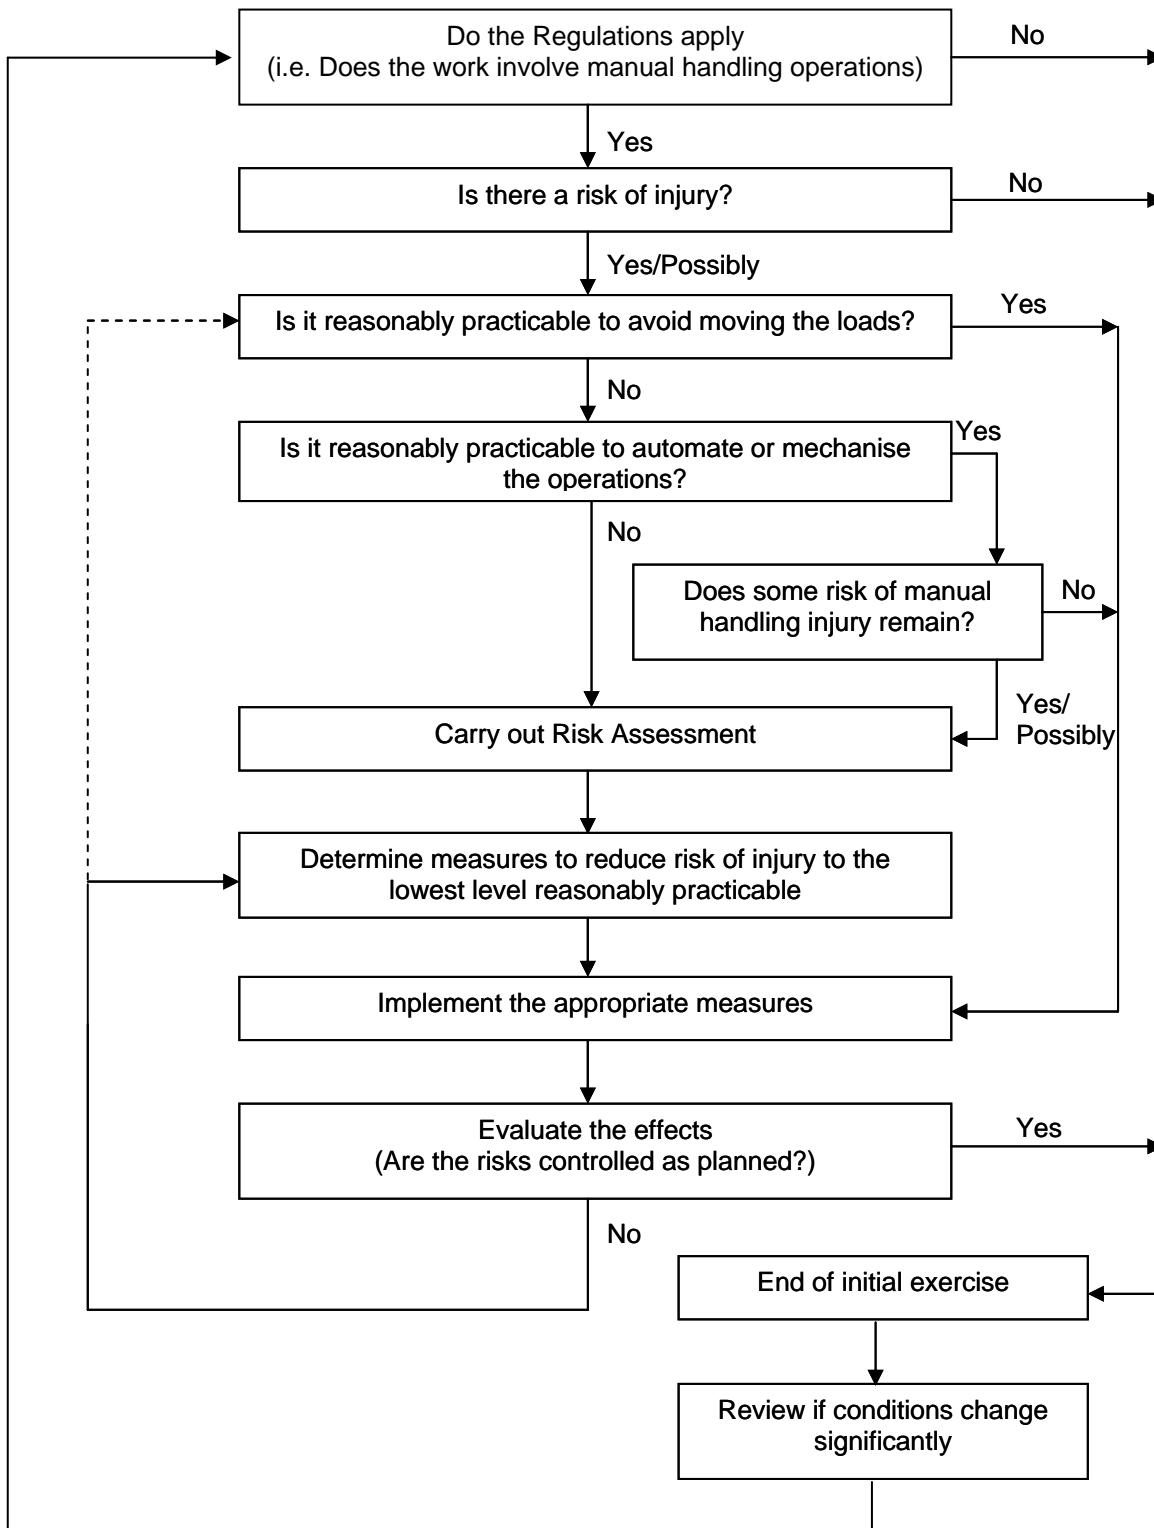 Do the Regulations apply
(i.e. Does the work involve manual handling operations)
No
Yes
Is there a risk of injury?
No
Yes/Possibly
Is it reasonably practicable to avoid moving the loads?
Yes
No
Is it reasonably practicable to automate or mechanise
the operations?
Yes
No
Does some risk of manual
handling injury remain?
No
Yes/
Possibly
Carry out Risk Assessment
Determine measures to reduce risk of injury to the
lowest level reasonably practicable
Implement the appropriate measures
Evaluate the effects
(Are the risks controlled as planned?)
Yes
No
End of initial exercise
Review if conditions change
significantly